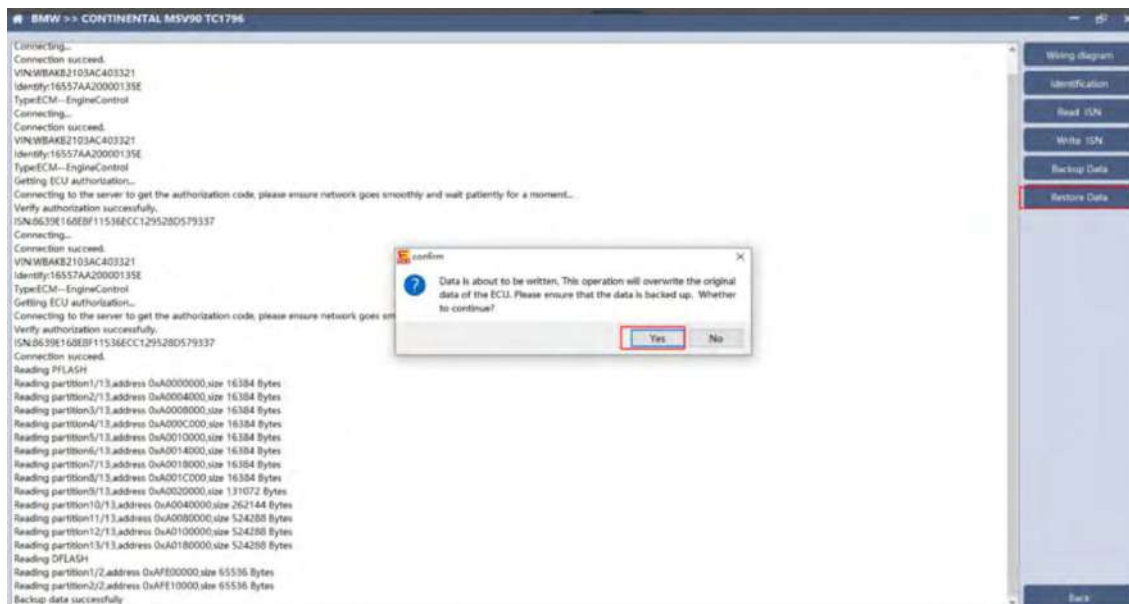 BMW >> CONTINENTAL MSV90 TC1796
Connecting...
Connection succeed.
VIN:WBAKB2103AC403321
Identify:16557AA20000135E
Type:ECM---EngineControl
Connecting...
Connection succeed.
VIN:WBAKB2103AC403321
Identify:16557AA20000135E
Type:ECM---EngineControl
Getting ECU authorization...
Connecting to the server to get the authorization code, please ensure network goes smoothly and wait patiently for a moment...
Verify authorization successfully.
ISN:8639E168EBF11536ECC129528D579337
Connecting...
Connection succeed.
VIN:WBAKB2103AC403321
Identify:16557AA20000135E
Type:ECM---EngineControl
Getting ECU authorization...
Connecting to the server to get the authorization code, please ensure network goes sm
Verify authorization successfully.
ISN:8639E168EBF11536ECC129528D579337
Connection succeed.
Reading PFLASH
Reading partition1/13,address 0xA0000000,size 16384 Bytes
Reading partition2/13,address 0xA0004000,size 16384 Bytes
Reading partition3/13,address 0xA0008000,size 16384 Bytes
Reading partition4/13,address 0xA000C000,size 16384 Bytes
Reading partition5/13,address 0xA0010000,size 16384 Bytes
Reading partition6/13,address 0xA0014000,size 16384 Bytes
Reading partition7/13,address 0xA0018000,size 16384 Bytes
Reading partition8/13,address 0xA001C000,size 16384 Bytes
Reading partition9/13,address 0xA0020000,size 131072 Bytes
Reading partition10/13,address 0xA0040000,size 262144 Bytes
Reading partition11/13,address 0xA0080000,size 524288 Bytes
Reading partition12/13,address 0xA0100000,size 524288 Bytes
Reading partition13/13,address 0xA0180000,size 524288 Bytes
Reading DFLASH
Reading partition1/2,address 0xAFE00000,size 65536 Bytes
Reading partition2/2,address 0xAFE10000,size 65536 Bytes
Backup data successfully
confirm
Data is about to be written, This operation will overwrite the original
data of the ECU. Please ensure that the data is backed up. Whether
to continue?
Yes
No
Wiring diagram
Identification
Read ISN
Write ISN
Backup Data
Restore Data
Back